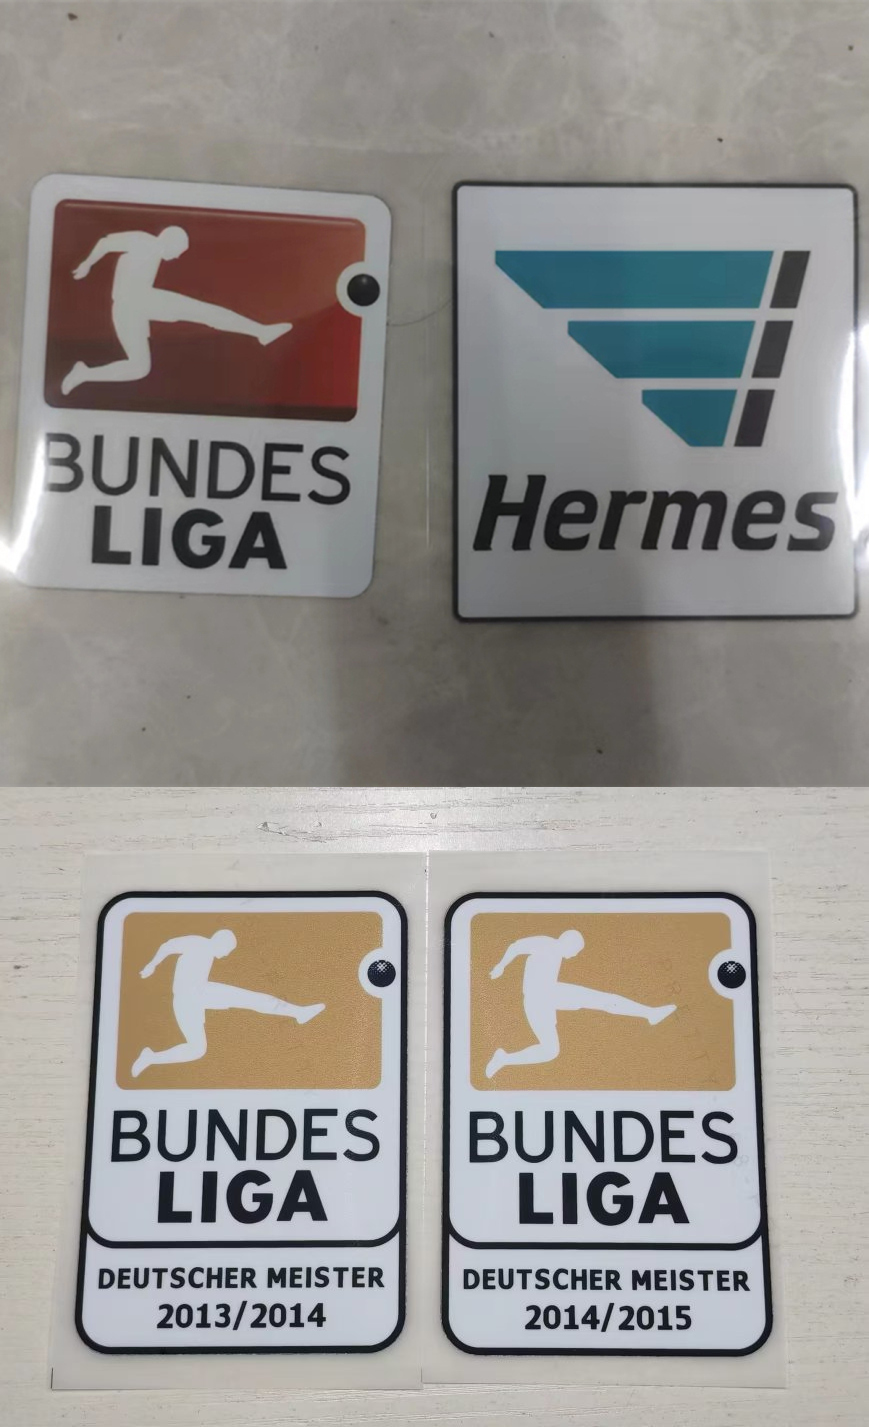 BUNDES
LIGA
Hermes
BUNDES
LIGA
DEUTSCHER MEISTER
2013/2014
BUNDES
LIGA
DEUTSCHER MEISTER
2014/2015